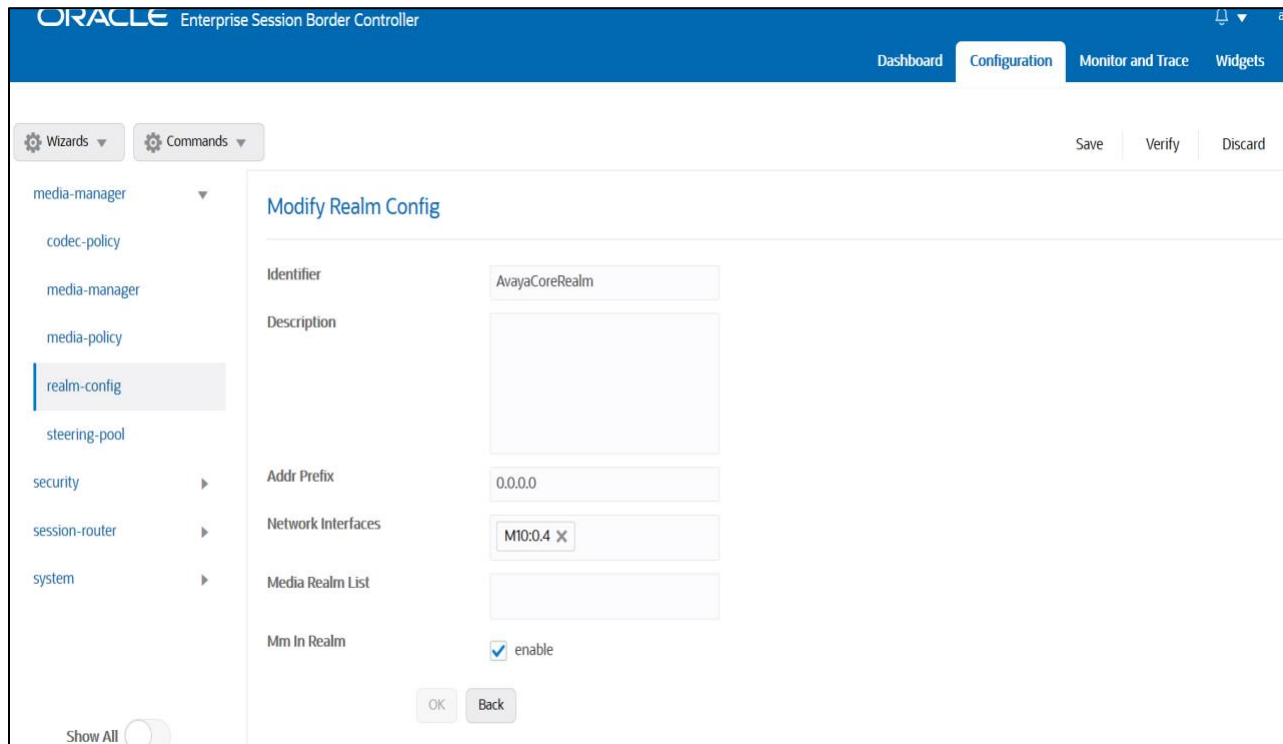 ORACLE Enterprise Session Border Controller
Dashboard Configuration Monitor and Trace Widgets
Wizards Commands Save Verify Discard
media-manager
codec-policy
media-manager
media-policy
realm-config
steering-pool
security
session-router
system
Show All
Modify Realm Config
Identifier AvayaCoreRealm
Description
Addr Prefix 0.0.0.0
Network Interfaces M10:0.4 X
Media Realm List
Mm In Realm enable
OK Back